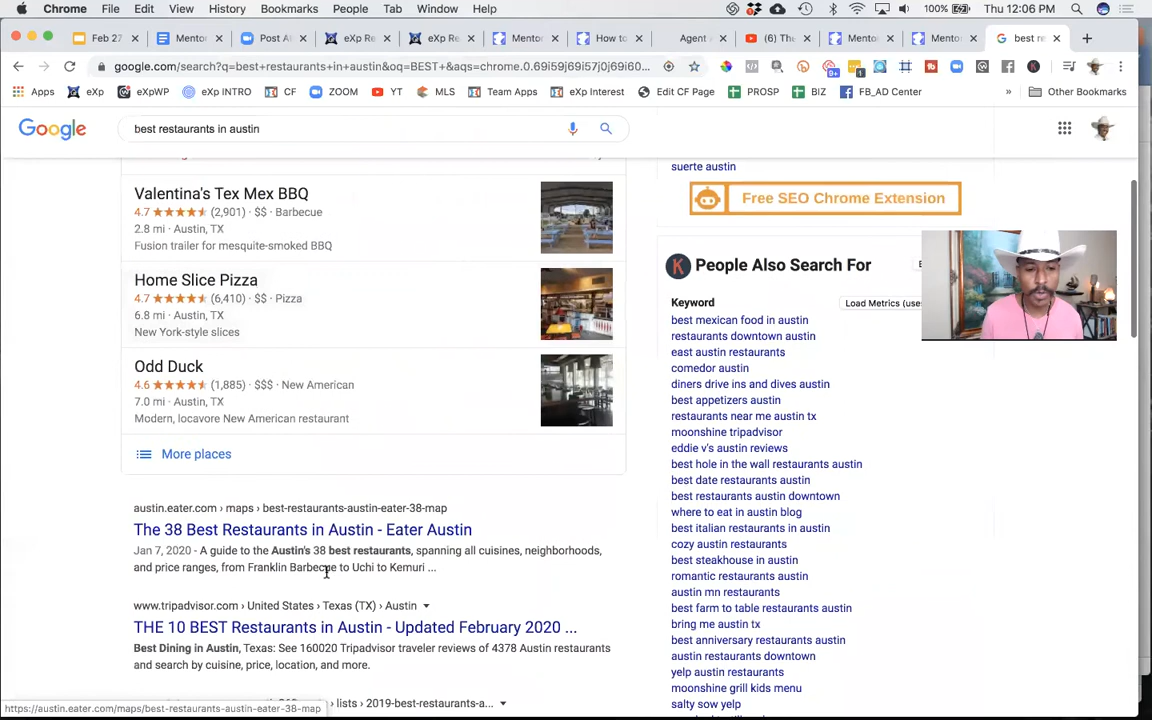 Chrome File Edit View History Bookmarks People Tab Window Help 100% Thu 12:06 PM
Feb 27 Mentor Post A eXp Re eXp Re Mentor How to Agent (6) The Mentor Mentor best re
google.com/search?q=best+restaurants+in+austin&oq=BEST+&aqs=chrome.0.69i59j69i57j0j69i60...
Apps eXp eXpWP eXp INTRO CF ZOOM YT MLS Team Apps eXp Interest Edit CF Page PROSP BIZ FB_AD Center » Other Bookmarks
Google best restaurants in austin
Valentina's Tex Mex BBQ
4.7 (2,901) · $$ · Barbecue
2.8 mi · Austin, TX
Fusion trailer for mesquite-smoked BBQ
Home Slice Pizza
4.7 (6,410) · $$ · Pizza
6.8 mi · Austin, TX
New York-style slices
Odd Duck
4.6 (1,885) · $$$ · New American
7.0 mi · Austin, TX
Modern, locavore New American restaurant
More places
austin.eater.com › maps › best-restaurants-austin-eater-38-map
The 38 Best Restaurants in Austin - Eater Austin
Jan 7, 2020 - A guide to the Austin's 38 best restaurants, spanning all cuisines, neighborhoods,
and price ranges, from Franklin Barbecue to Uchi to Kemuri ...
www.tripadvisor.com › United States › Texas (TX) › Austin
THE 10 BEST Restaurants in Austin - Updated February 2020 ...
Best Dining in Austin, Texas: See 160020 Tripadvisor traveler reviews of 4378 Austin restaurants
and search by cuisine, price, location, and more.
› lists › 2019-best-restaurants-a...
https://austin.eater.com/maps/best-restaurants-austin-eater-38-map
suerte austin
Free SEO Chrome Extension
K People Also Search For
Keyword Load Metrics (uses
best mexican food in austin
restaurants downtown austin
east austin restaurants
comedor austin
diners drive ins and dives austin
best appetizers austin
restaurants near me austin tx
moonshine tripadvisor
eddie v's austin reviews
best hole in the wall restaurants austin
best date restaurants austin
best restaurants austin downtown
where to eat in austin blog
best italian restaurants in austin
cozy austin restaurants
best steakhouse in austin
romantic restaurants austin
austin mn restaurants
best farm to table restaurants austin
bring me austin tx
best anniversary restaurants austin
austin restaurants downtown
yelp austin restaurants
moonshine grill kids menu
salty sow yelp